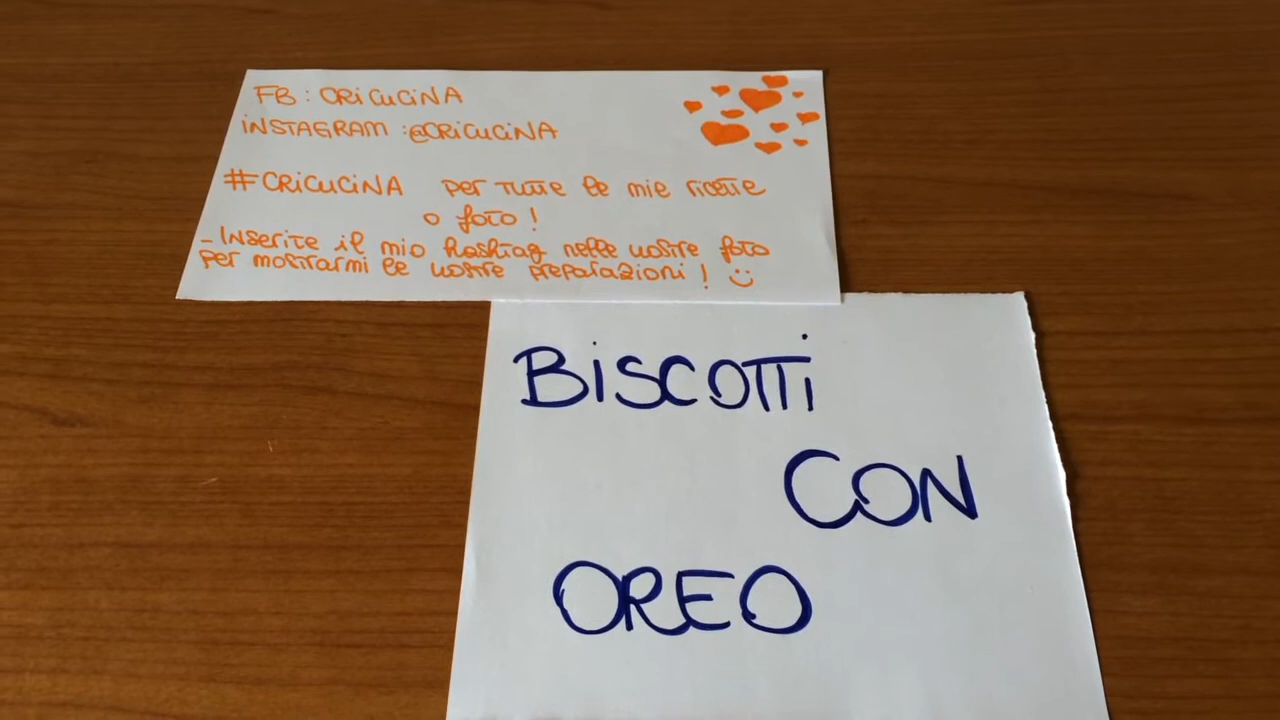 FB: CRiCUCiNA
iNSTAGRAM :@CRiCUCiNA
#CRiCUCiNA per tutte le mie ricette
o foto!
- Inserite il mio hashtag nelle vostre foto
per mostrarmi le vostre preparazioni! :)
BiSCOTTi
CON
OREO